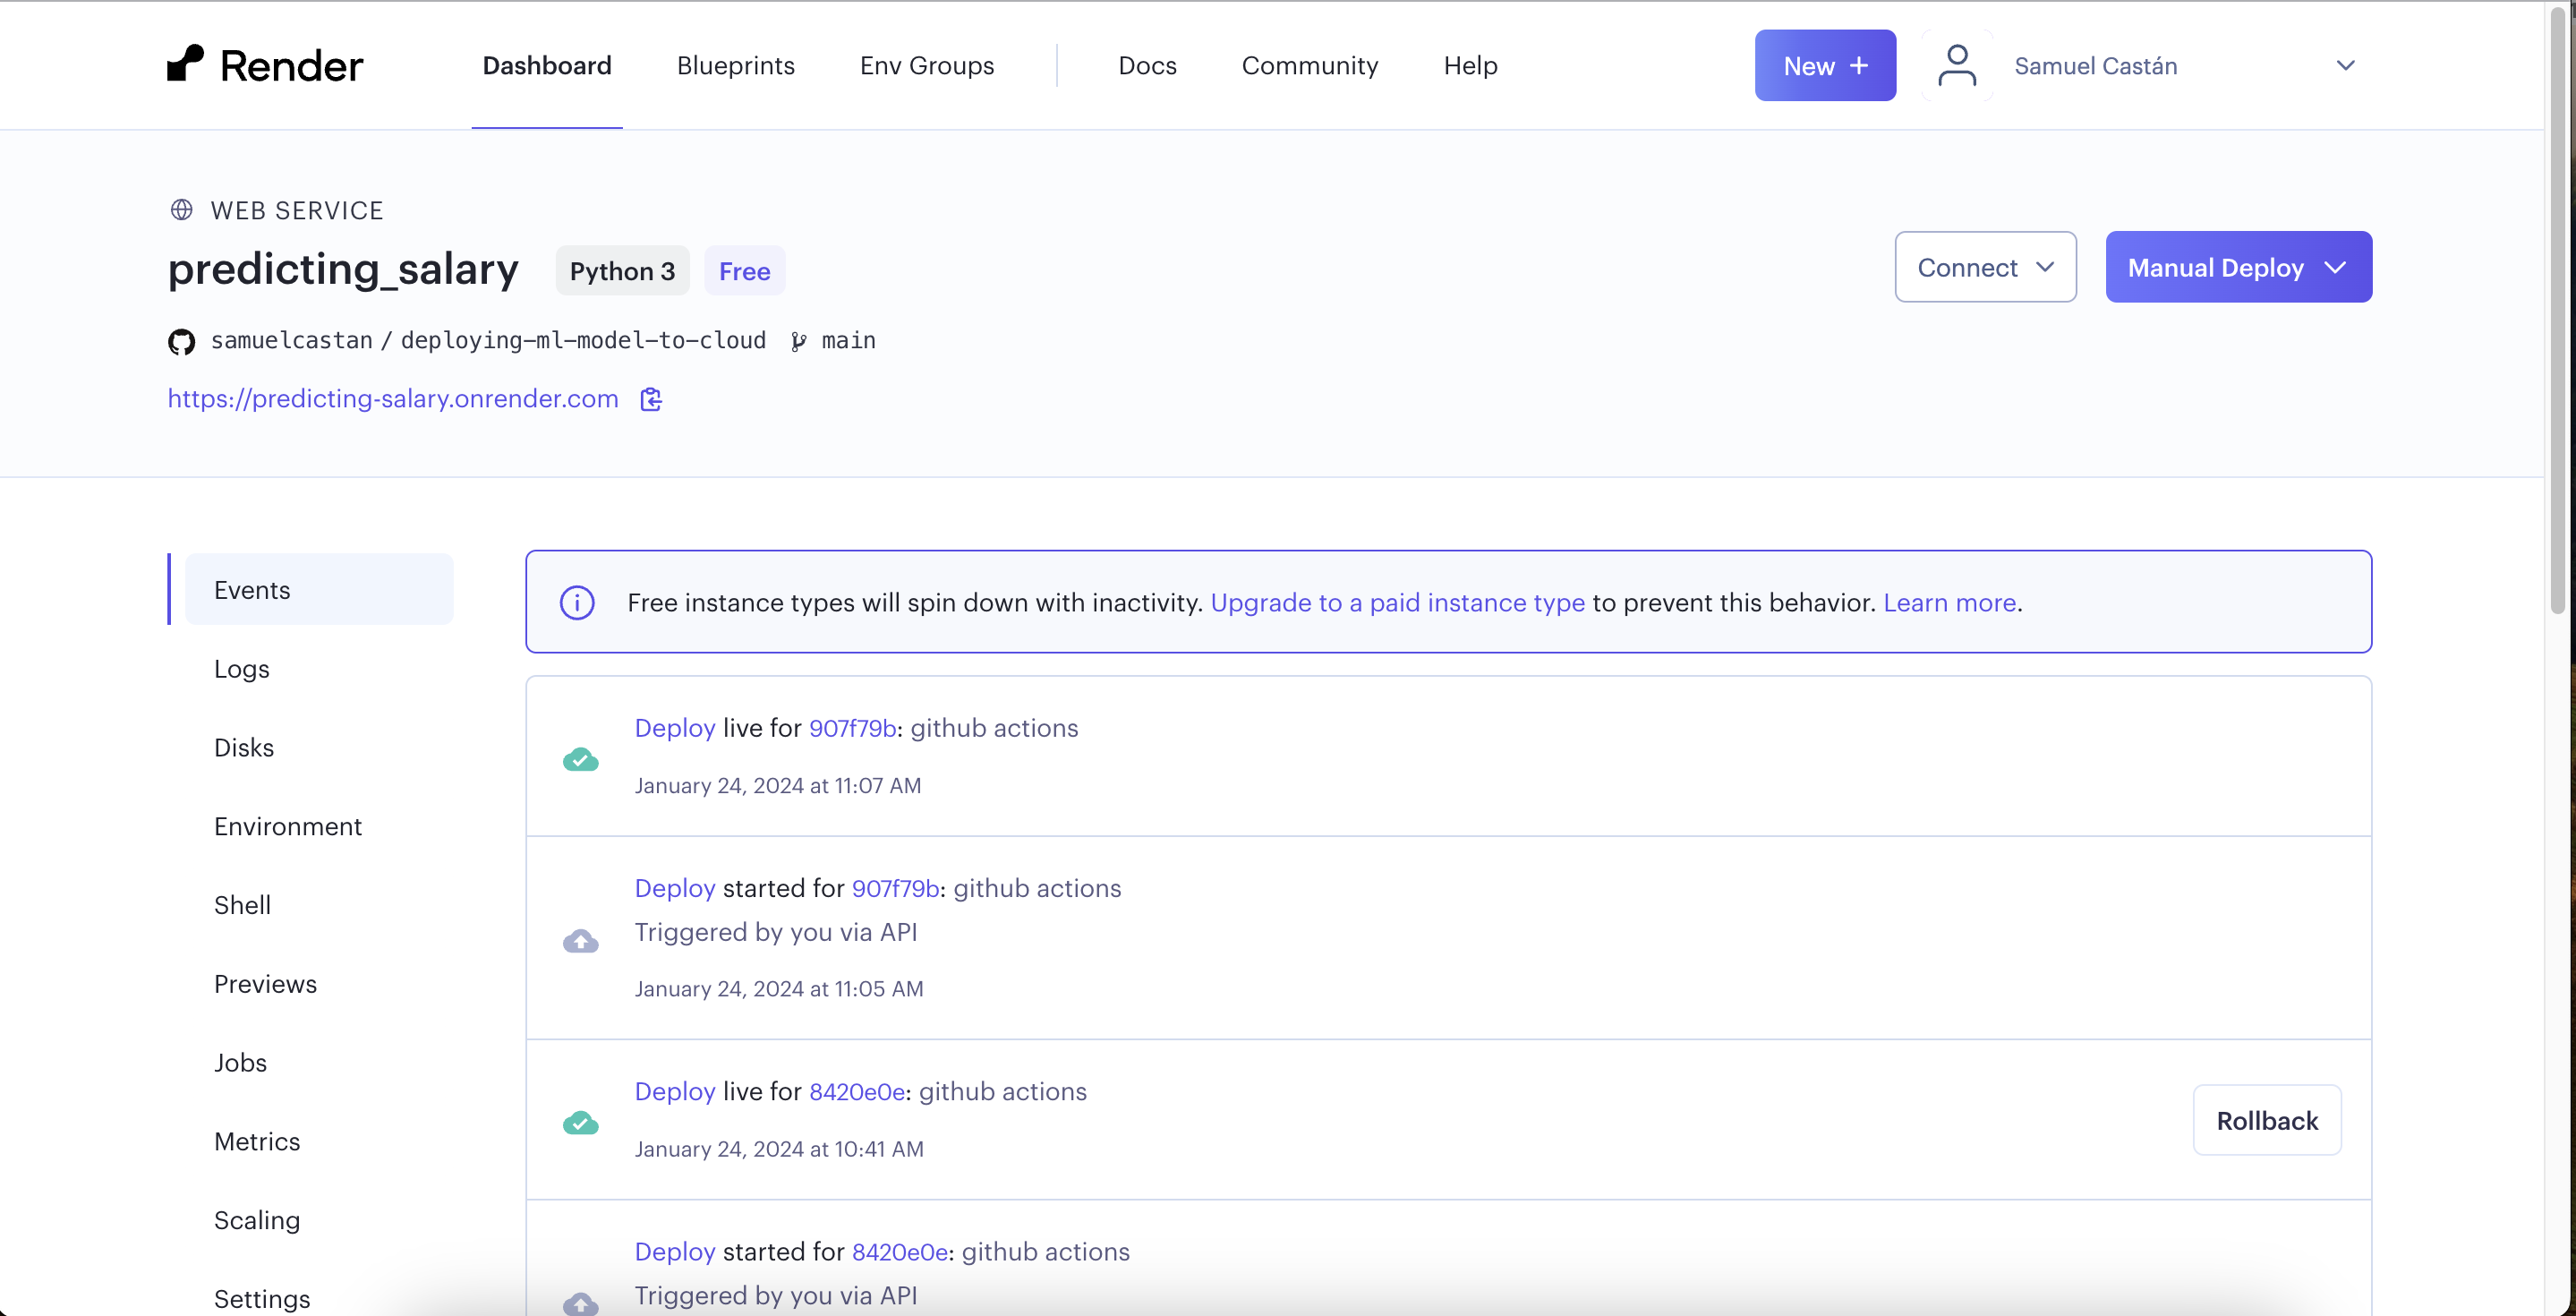 Render Dashboard Blueprints Env Groups Docs Community Help New + Samuel Castán
WEB SERVICE
predicting_salary Python 3 Free Connect Manual Deploy
samuelcastan / deploying-ml-model-to-cloud main
https://predicting-salary.onrender.com
Events
Logs
Disks
Environment
Shell
Previews
Jobs
Metrics
Scaling
Settings
Free instance types will spin down with inactivity. Upgrade to a paid instance type to prevent this behavior. Learn more.
Deploy live for 907f79b: github actions
January 24, 2024 at 11:07 AM
Deploy started for 907f79b: github actions
Triggered by you via API
January 24, 2024 at 11:05 AM
Deploy live for 8420e0e: github actions
January 24, 2024 at 10:41 AM
Rollback
Deploy started for 8420e0e: github actions
Triggered by you via API